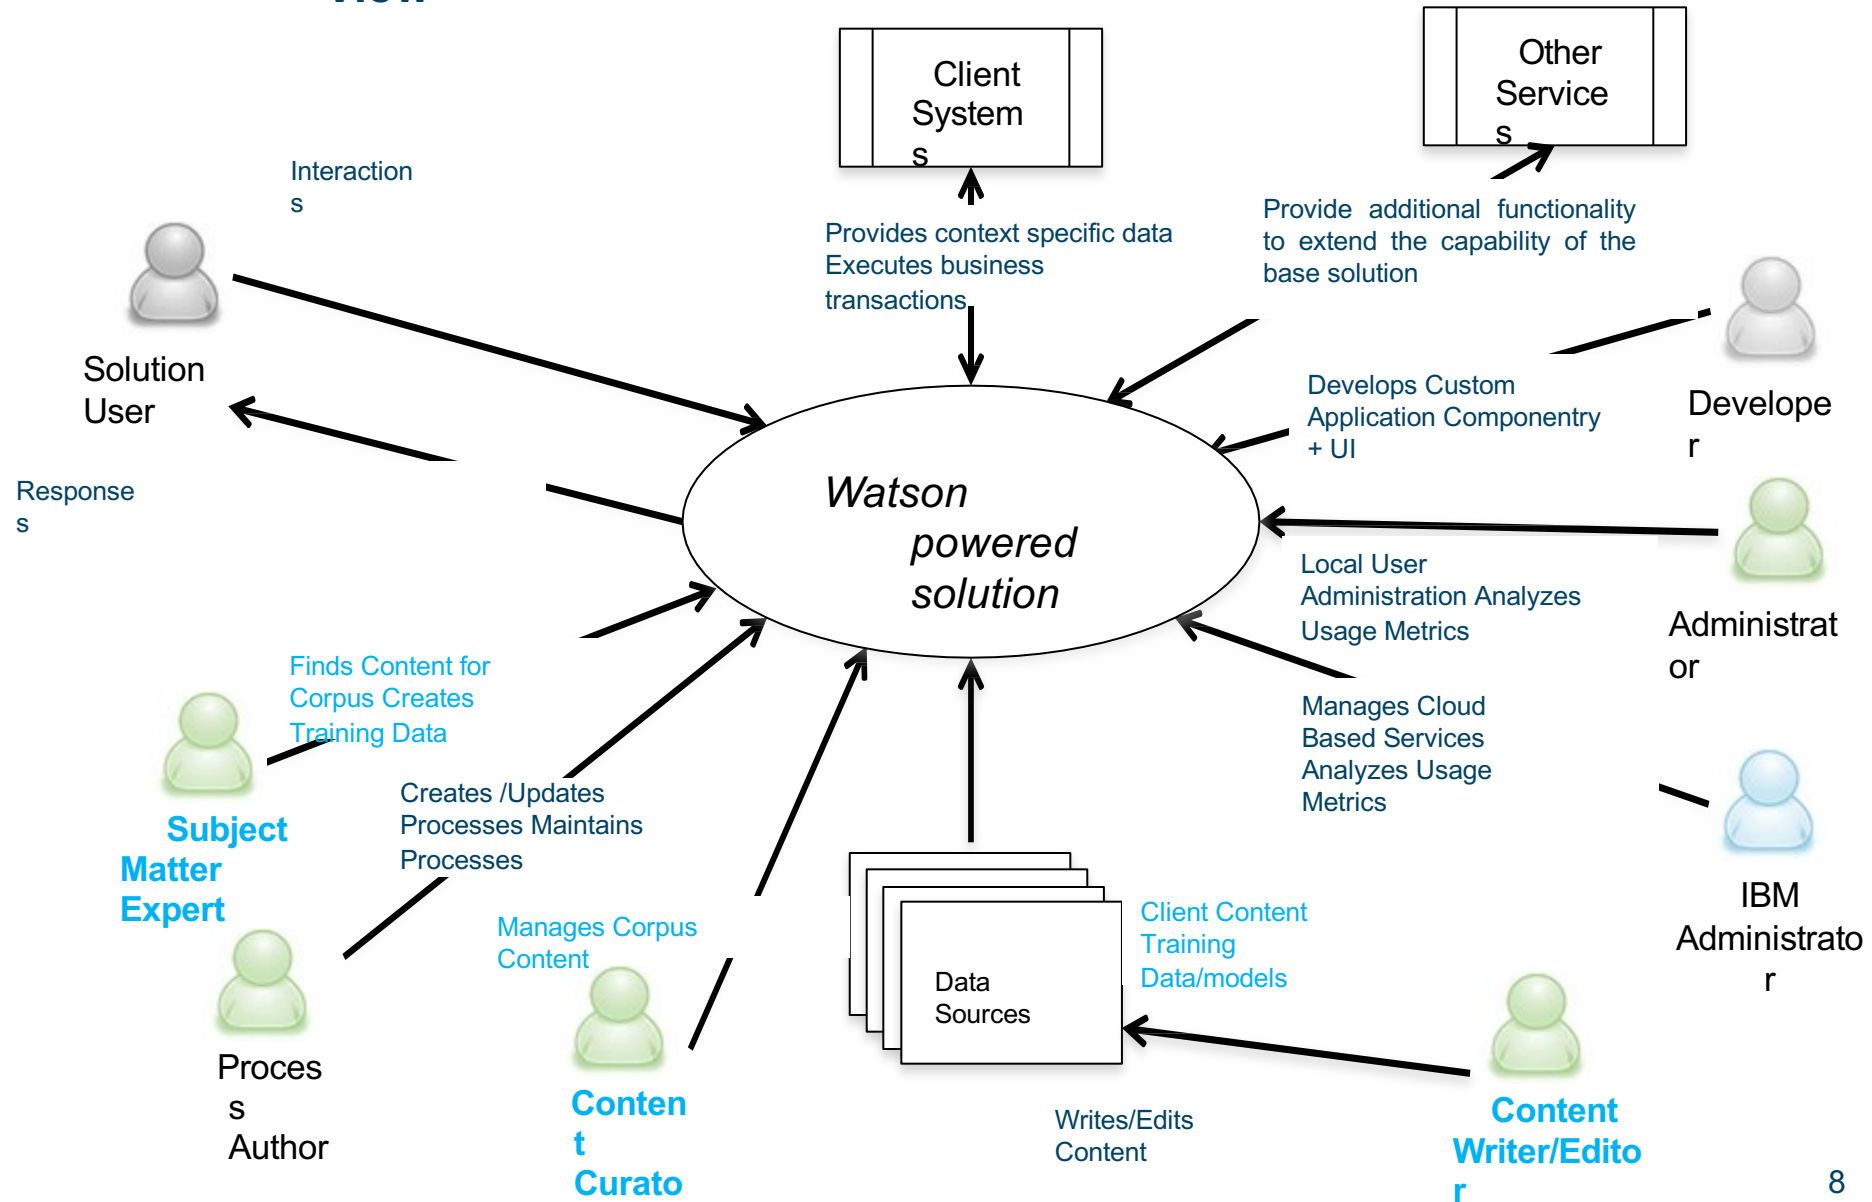 Client
System
s
Other
Service
s
Interaction
s
Provides context specific data
Executes business
transactions
Provide additional functionality
to extend the capability of the
base solution
Solution
User
Develops Custom
Application Componentry
+ UI
Develope
r
Response
s
Watson
powered
solution
Local User
Administration Analyzes
Usage Metrics
Administrat
or
Finds Content for
Corpus Creates
Training Data
Manages Cloud
Based Services
Analyzes Usage
Metrics
Subject
Matter
Expert
Creates /Updates
Processes Maintains
Processes
IBM
Administrato
r
Manages Corpus
Content
Client Content
Training
Data/models
Data
Sources
Proces
s
Author
Conten
t
Curato
Writes/Edits
Content
Content
Writer/Edito
r
8